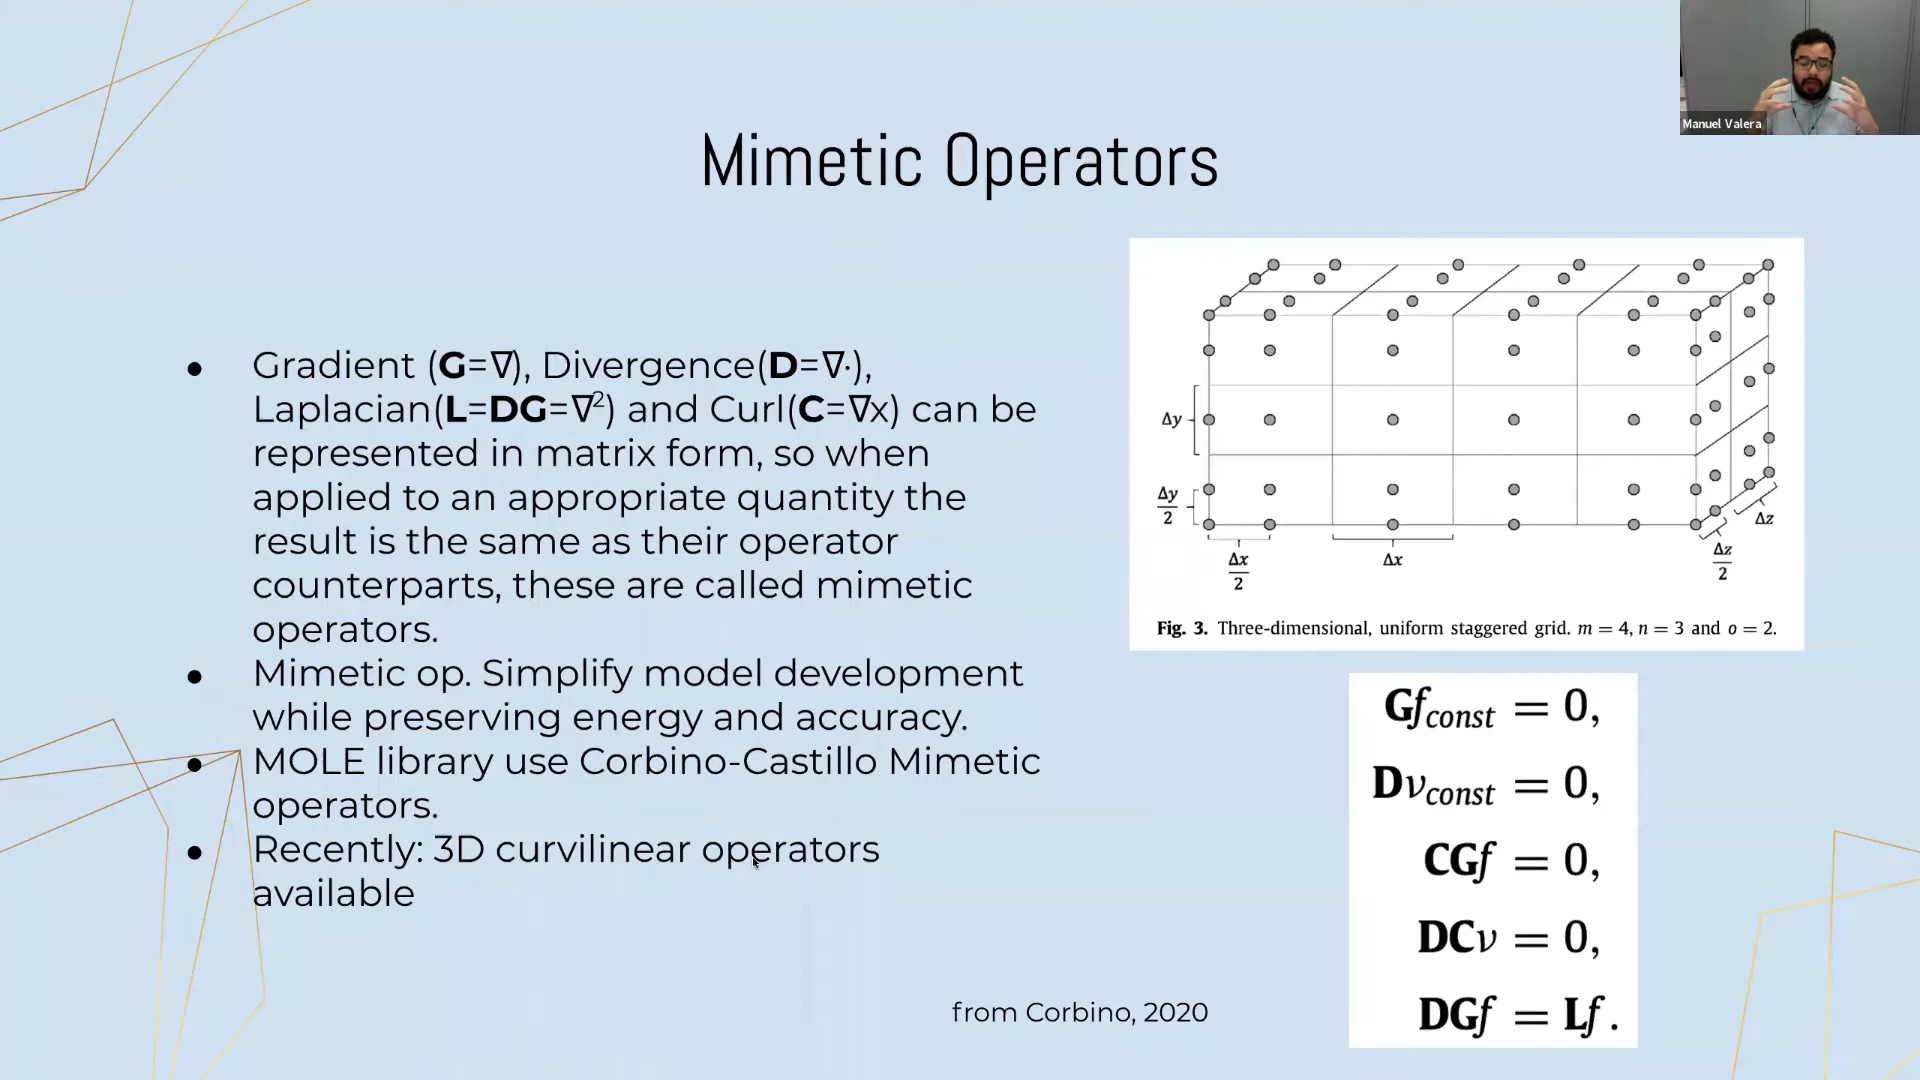 Manuel Valera
Mimetic Operators
● Gradient (G=∇), Divergence(D=∇·),
Laplacian(L=DG=∇²) and Curl(C=∇x) can be
represented in matrix form, so when
applied to an appropriate quantity the
result is the same as their operator
counterparts, these are called mimetic
operators.
● Mimetic op. Simplify model development
while preserving energy and accuracy.
● MOLE library use Corbino-Castillo Mimetic
operators.
● Recently: 3D curvilinear operators
available
Δy
Δy/2
Δx/2
Δx
Δz/2
Δz
Fig. 3. Three-dimensional, uniform staggered grid. m = 4, n = 3 and o = 2.
Gf_const = 0,
Dv_const = 0,
CGf = 0,
DCv = 0,
DGf = Lf.
from Corbino, 2020